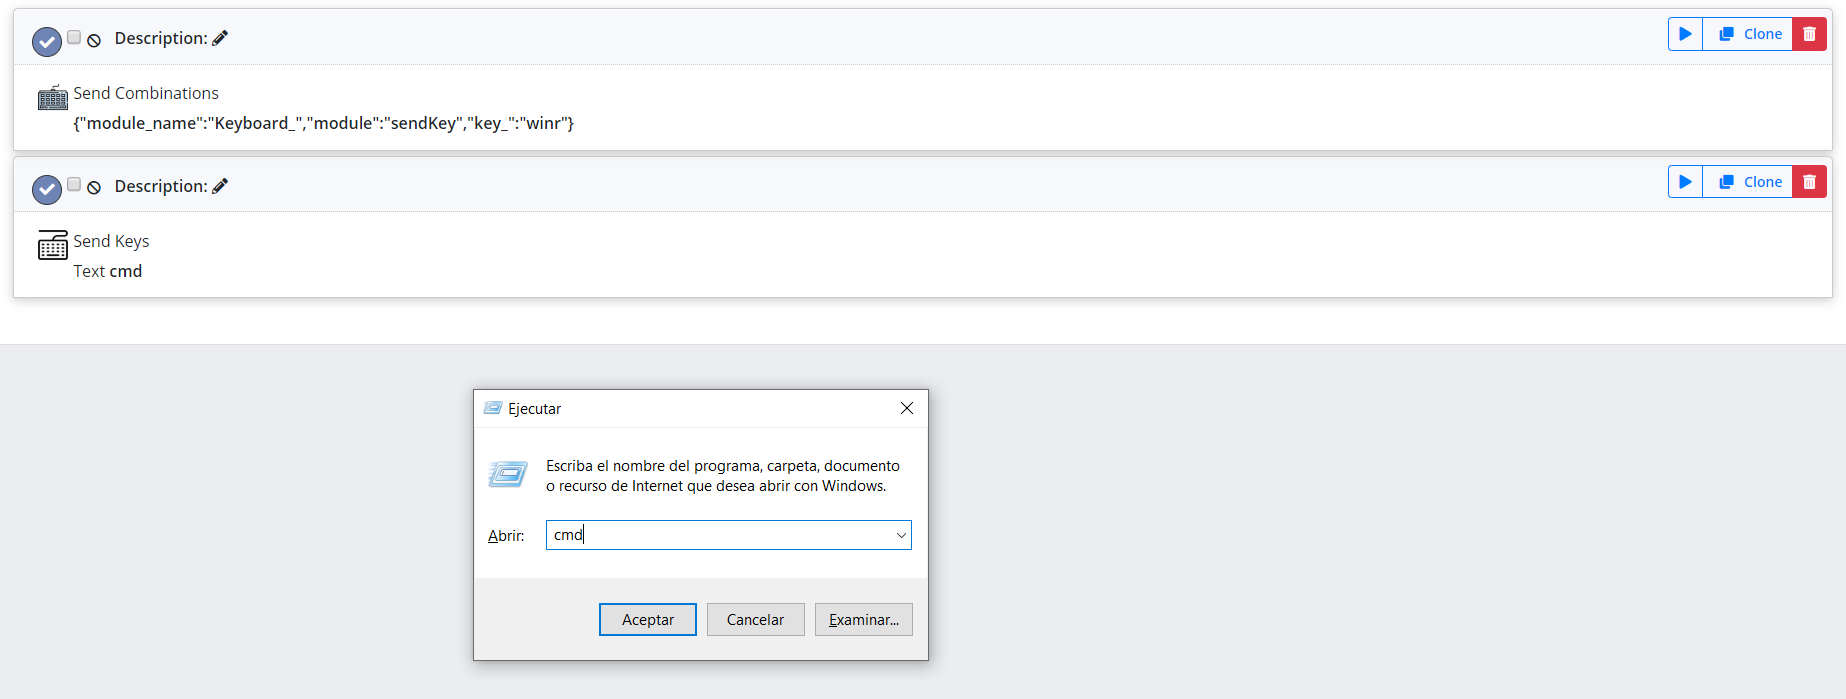 Description:
Clone
Send Combinations
{"module_name":"Keyboard_","module":"sendKey","key_":"winr"}
Description:
Clone
Send Keys
Text cmd
Ejecutar
Escriba el nombre del programa, carpeta, documento
o recurso de Internet que desea abrir con Windows.
Abrir: cmd
Aceptar Cancelar Examinar...